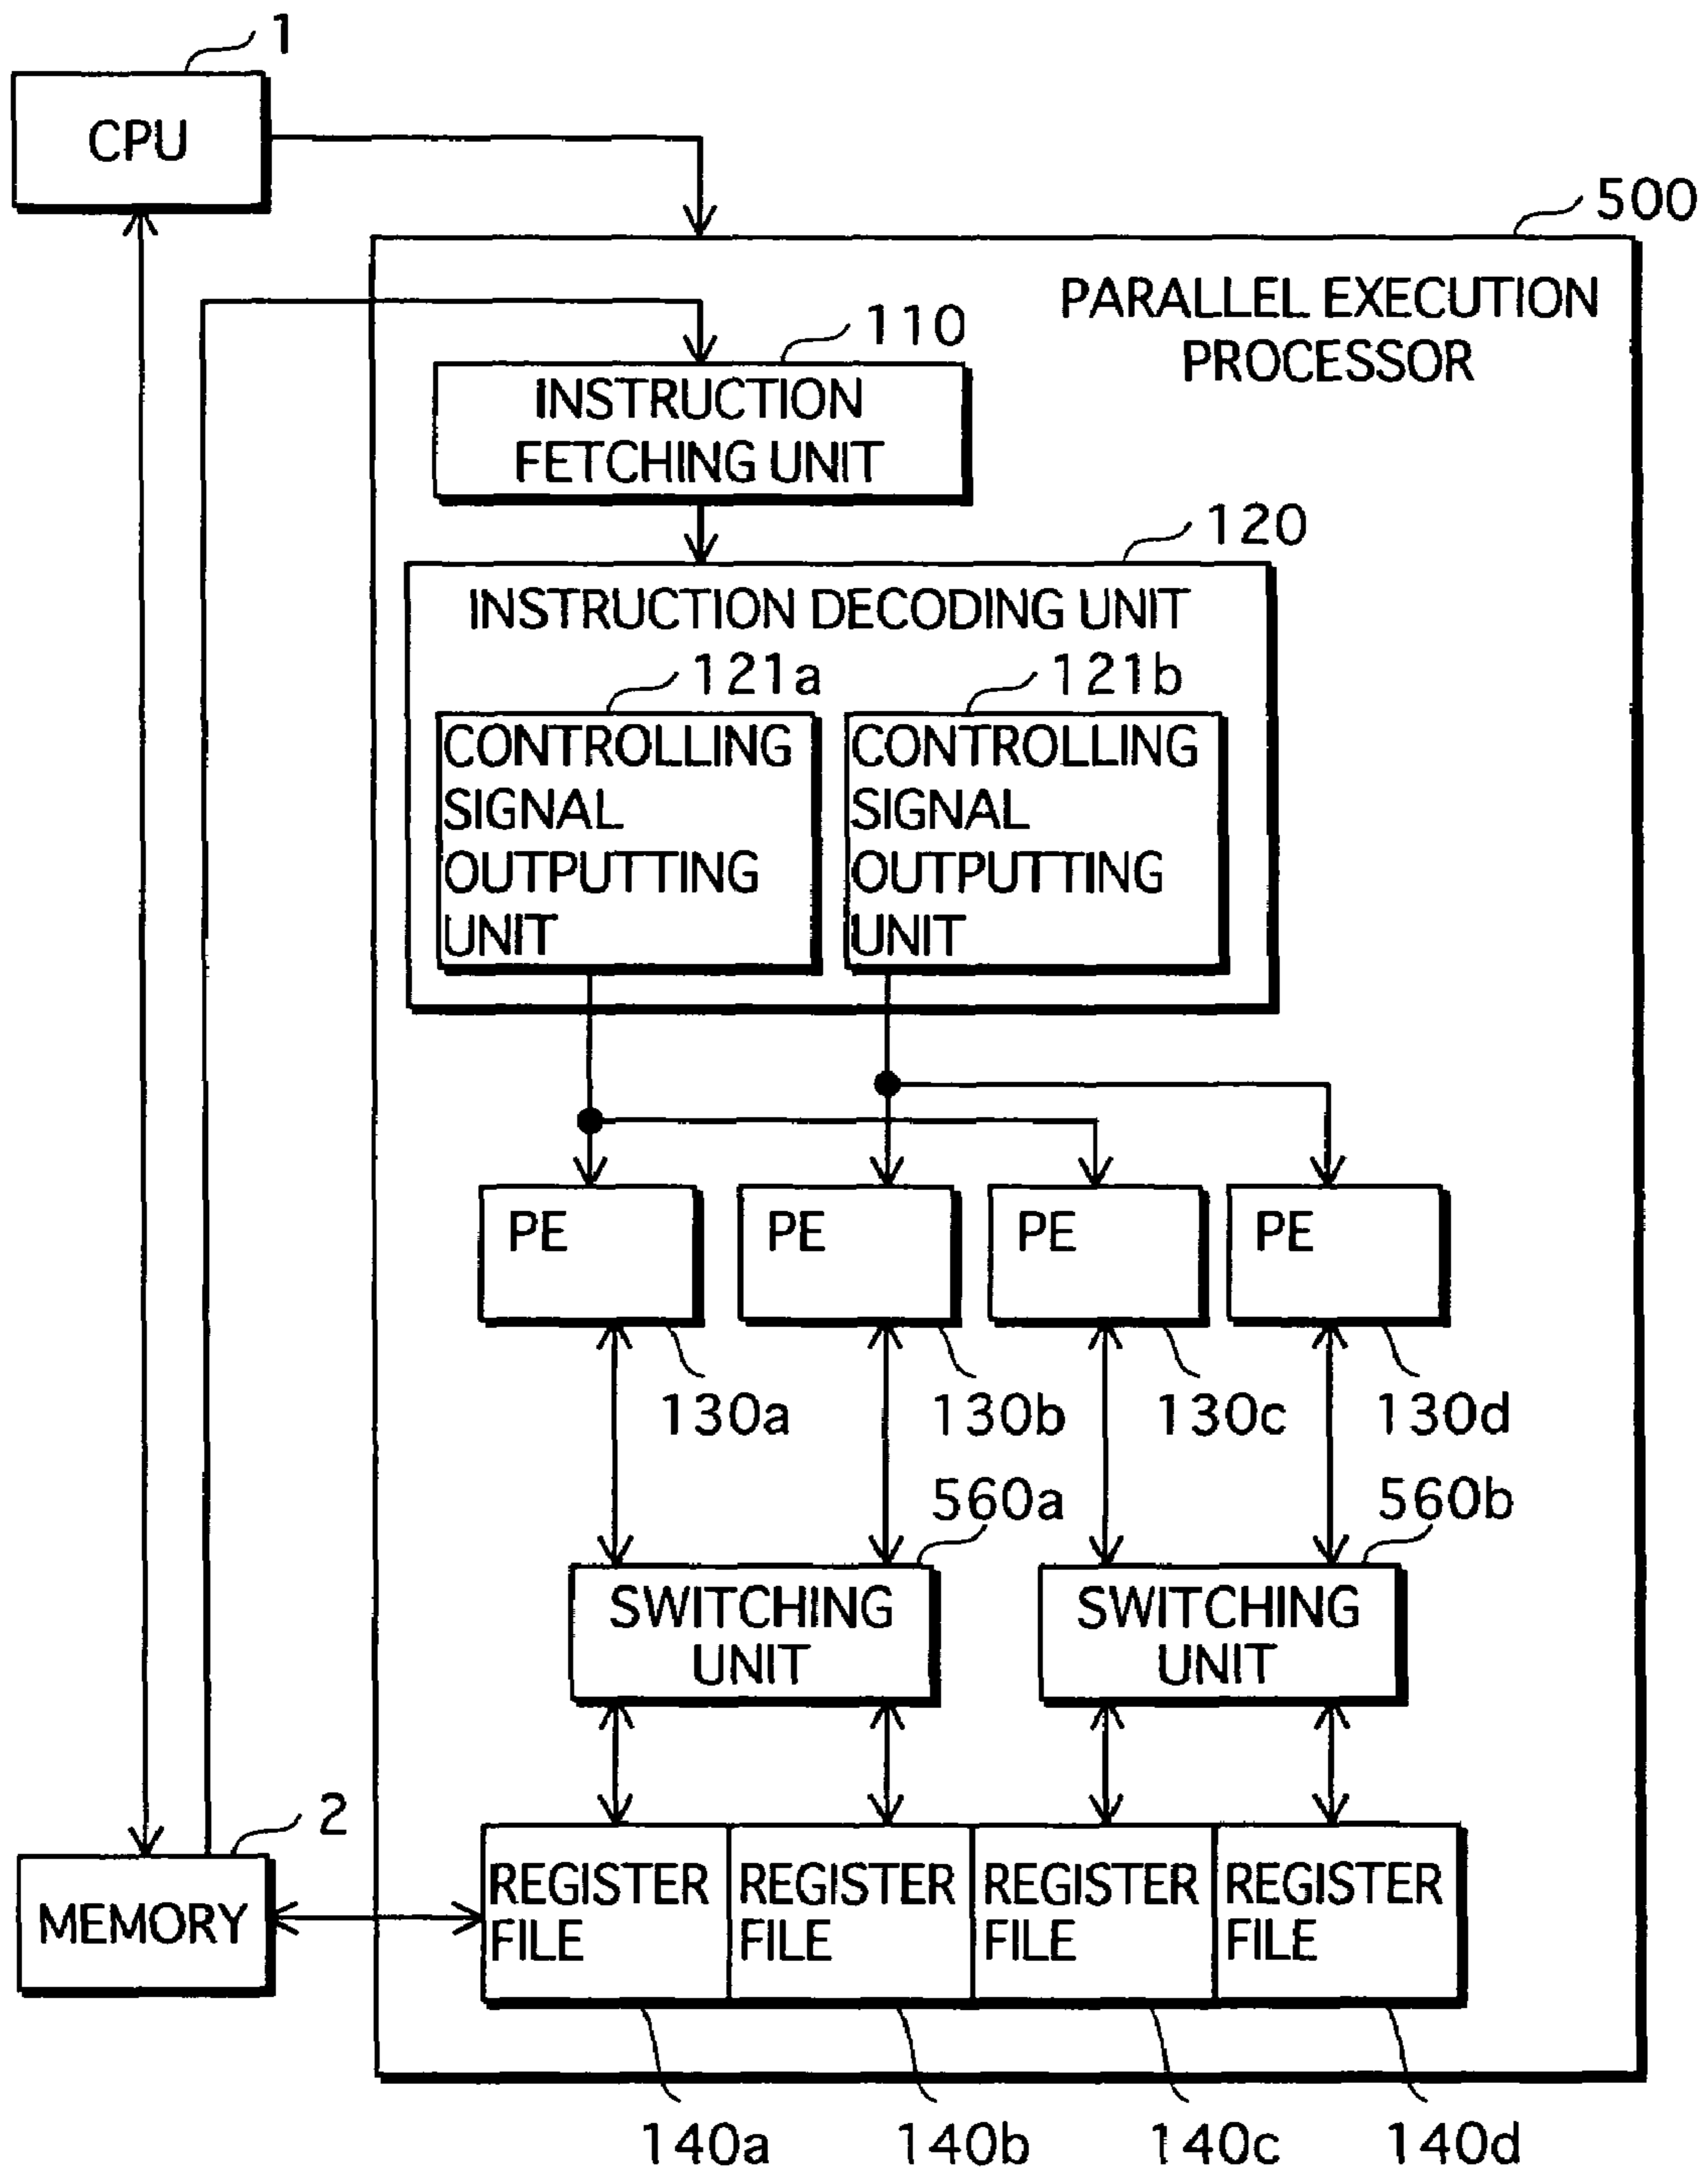 1
CPU
500
PARALLEL EXECUTION
PROCESSOR
110
INSTRUCTION
FETCHING UNIT
120
INSTRUCTION DECODING UNIT
121a
121b
CONTROLLING
SIGNAL
OUTPUTTING
UNIT
CONTROLLING
SIGNAL
OUTPUTTING
UNIT
PE
PE
PE
PE
130a
130b
130c
130d
560a
560b
SWITCHING
UNIT
SWITCHING
UNIT
2
MEMORY
REGISTER
FILE
REGISTER
FILE
REGISTER
FILE
REGISTER
FILE
140a
140b
140c
140d